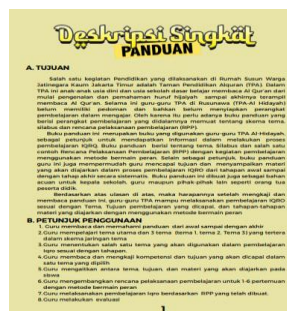 Deskripsi Singkat
PANDUAN
A. TUJUAN
Salah satu kegiatan Pendidikan yang dilaksanakan di Rumah Susun Warga
Jatinegara Kaum Jakarta Timur adalah Taman Pendidikan Alquran (TPA). Dalam
TPA ini anak-anak usia dini dan usia sekolah dasar belajar membaca Al Qur'an dari
mulai pengenalan dan pemahaman huruf hijaiyah sampai akhirnya terampil
membaca Al Qur'an. Selama ini guru-guru TPA di Rusunawa (TPA-Al Hidayah)
belum memiliki pedoman dan bahkan belum menyiapkan perangkat
pembelajaran dalam mengajar. Oleh karena itu perlu adanya buku panduan yang
berisi perangkat pembelajaran yang didalamnya memuat tentang skema tema,
silabus dan rencana pelaksanaan pembelajaran (RPP).
Buku panduan ini merupakan buku yang digunakan guru-guru TPA Al-Hidayah,
sebagai petunjuk untuk mendapatkan informasi dalam melakukan proses
pembelajaran IQRO. Buku panduan berisi tentang tema, silabus dan salah satu
contoh Rencana Pelaksanaan Pembelajaran (RPP) dengan kegiatan pembelajaran
menggunakan metode bermain peran. Selain sebagai petunjuk, buku panduan
guru ini juga mempermudah guru mencapai tujuan dan menyampaikan materi
yang akan diajarkan dalam proses pembelajaran IQRO dari tahapan awal sampai
dengan tahap akhir secara sistematis. Buku panduan ini dibuat juga sebagai bahan
acuan untuk kepala sekolah, guru maupun pihak-pihak lain seperti orang tua
peserta didik.
Berdasarkan atas ulasan di atas, maka harapannya setelah mengkaji dan
membaca panduan ini, guru-guru TPA mampu melaksanakan pembelajaran IQRO
sesuai dengan Tema, Tujuan pembelajaran yang dicapai, dan tahapan-tahapan
materi yang diajarkan dengan menggunakan metode bermain peran
B. PETUNJUK PENGGUNAAN
1. Guru membaca dan memahami panduan dari awal sampai dengan akhir
2. Guru mempelajari tema utama dan 3 tema (tema 1, tema 2, Tema 3) yang tertera
dalam skema jaringan tema
3. Guru menentukan salah satu tema yang akan digunakan dalam pembelajaran
iqro sesuai dengan tahapan.
4. Guru membaca dan mengkaji kompetensi dan tujuan yang akan dicapai dalam
satu tema yang dipilih
5. Guru mengaitkan antara tema, tujuan, dan materi yang akan diajarkan pada
siswa
6. Guru mengembangkan rencana pelaksanaan pembelajaran untuk 1-6 pertemuan
dengan metode bermain peran
7. Guru melaksanakan pembelajaran Iqro berdasarkan RPP yang telah dibuat.
8. Guru melakukan evaluasi
1